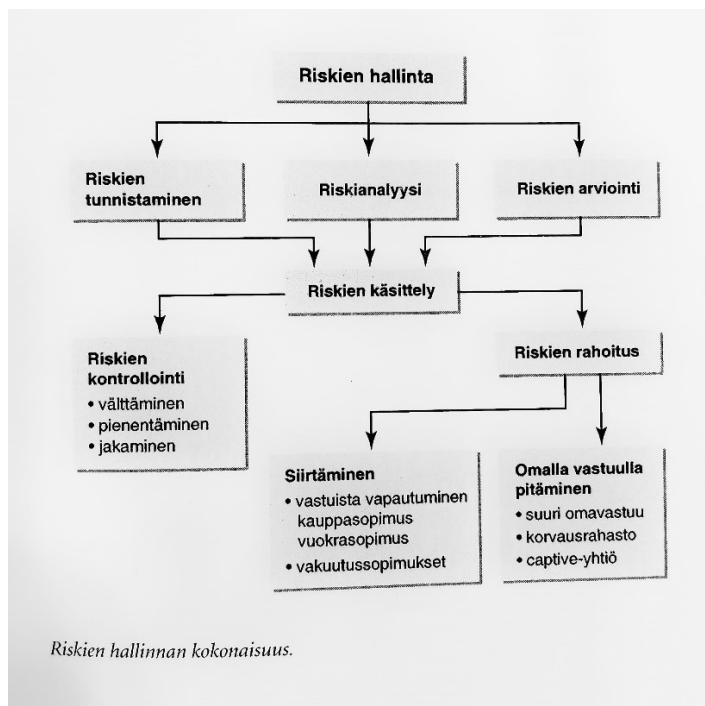 Riskien hallinta
Riskien
tunnistaminen
Riskianalyysi
Riskien arviointi
Riskien käsittely
Riskien
kontrollointi
• välttäminen
• pienentäminen
• jakaminen
Riskien rahoitus
Siirtäminen
• vastuista vapautuminen
kauppasopimus
vuokrasopimus
• vakuutussopimukset
Omalla vastuulla
pitäminen
• suuri omavastuu
• korvausrahasto
• captive-yhtiö
Riskien hallinnan kokonaisuus.